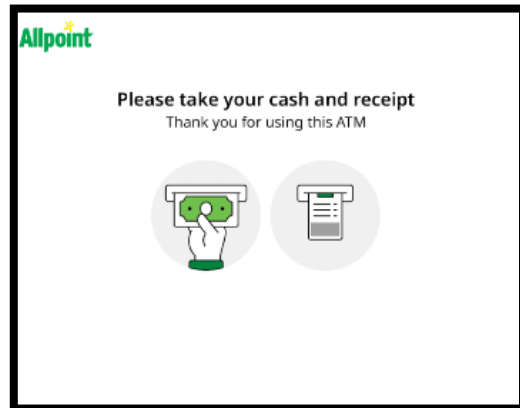 Allpoint
Please take your cash and receipt
Thank you for using this ATM